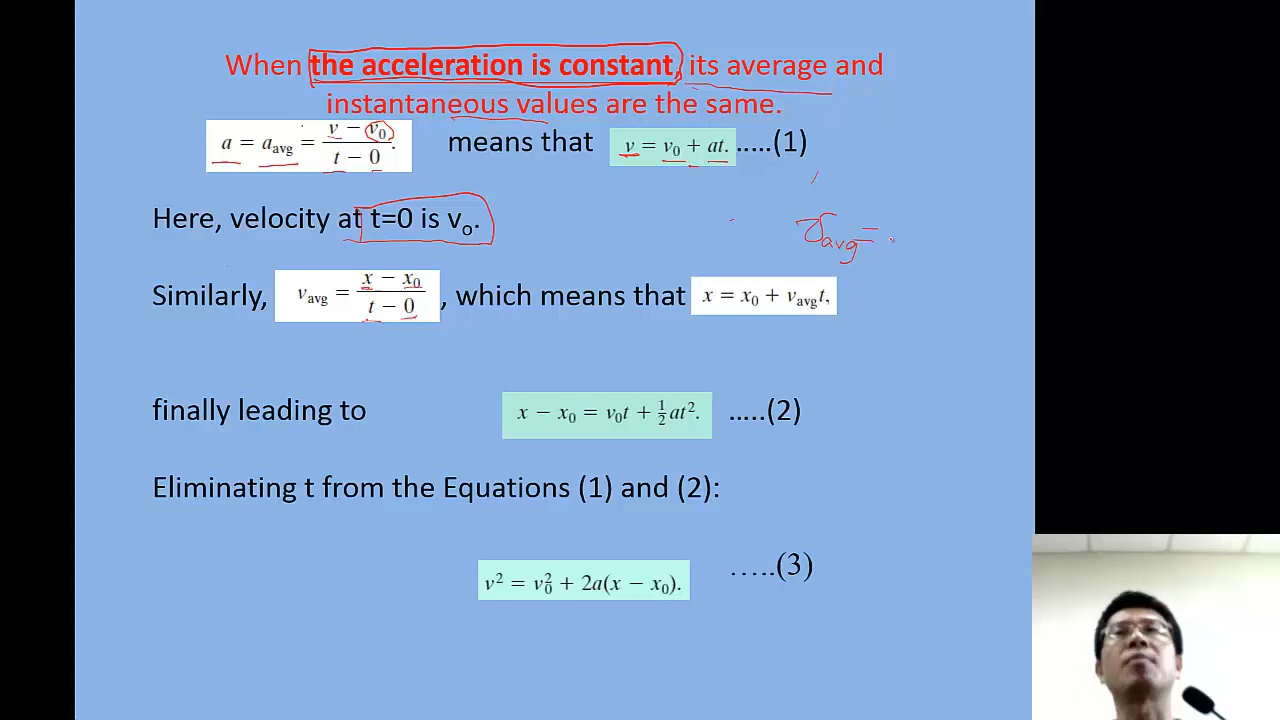 When the acceleration is constant, its average and
instantaneous values are the same.
a = a_avg = (v − v₀)/(t − 0). means that v = v₀ + at. .....(1)
Here, velocity at t=0 is vₒ.
v_avg =
Similarly, v_avg = (x − x₀)/(t − 0) , which means that x = x₀ + v_avg t,
finally leading to x − x₀ = v₀t + ½at². .....(2)
Eliminating t from the Equations (1) and (2):
v² = v₀² + 2a(x − x₀). .....(3)